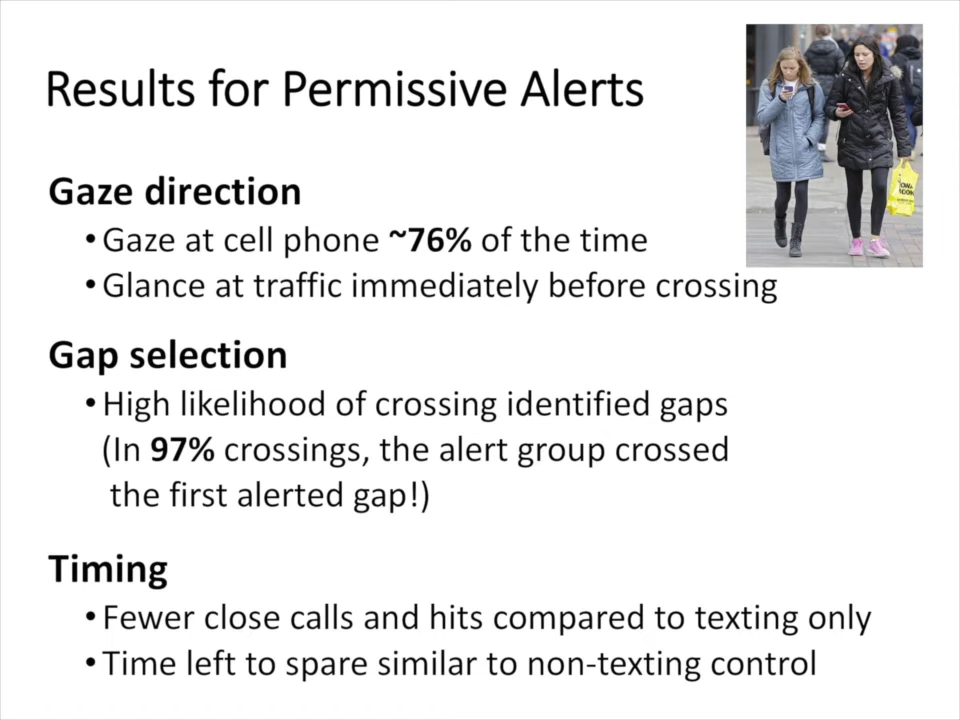 Results for Permissive Alerts
Gaze direction
• Gaze at cell phone ~76% of the time
• Glance at traffic immediately before crossing
Gap selection
• High likelihood of crossing identified gaps
(In 97% crossings, the alert group crossed
the first alerted gap!)
Timing
• Fewer close calls and hits compared to texting only
• Time left to spare similar to non-texting control